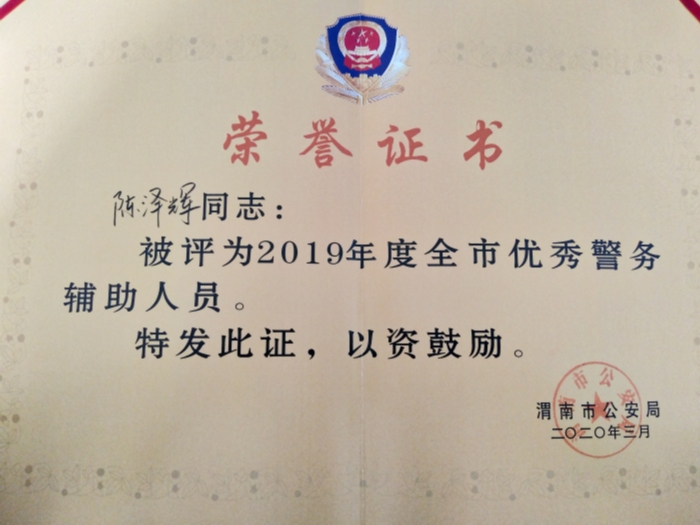 荣誉证书
陈泽辉同志：
被评为2019年度全市优秀警务
辅助人员。
特发此证，以资鼓励。
渭南市公安局
二〇二〇年三月